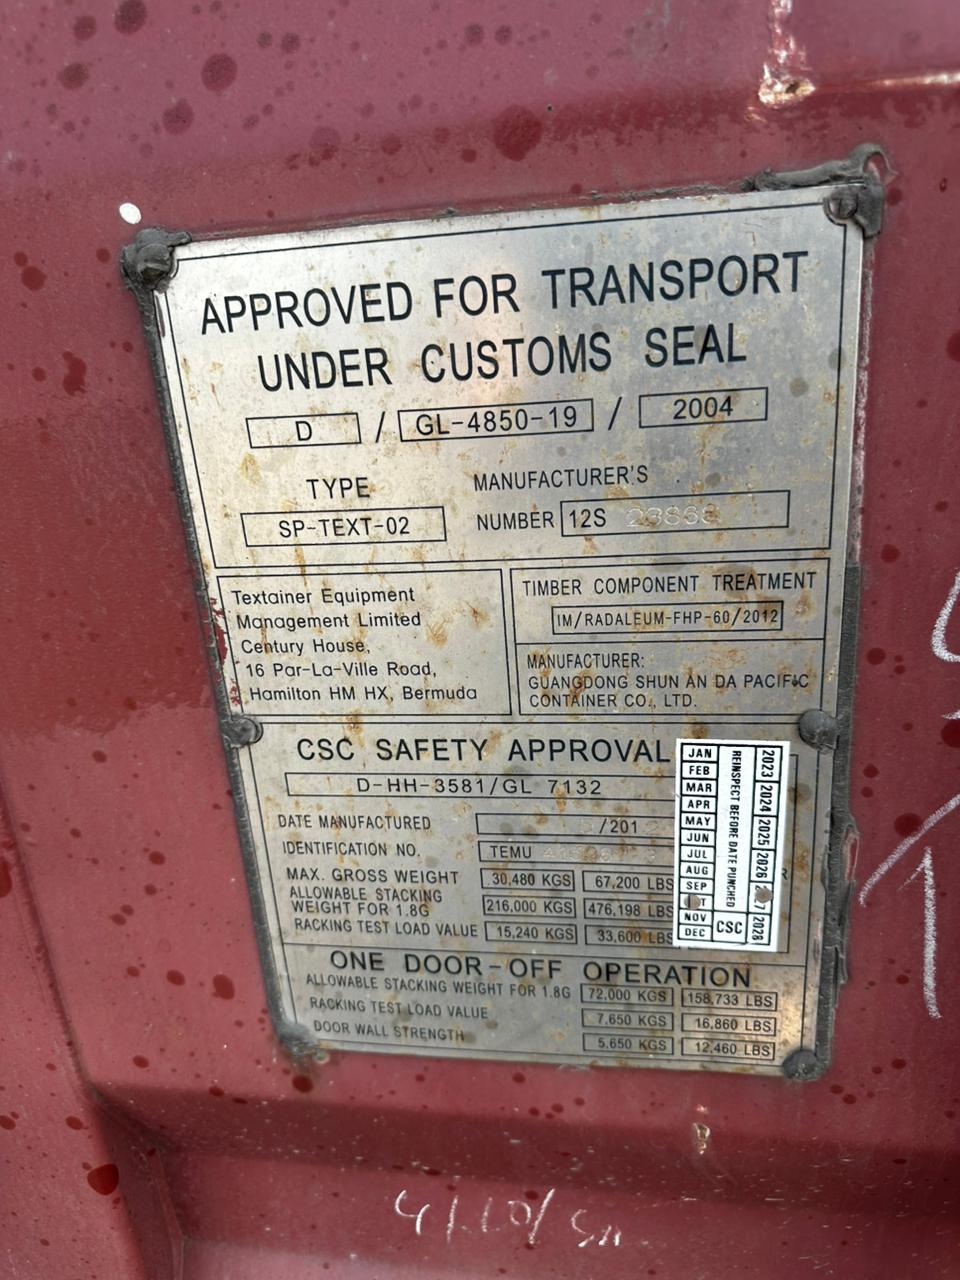 APPROVED FOR TRANSPORT
UNDER CUSTOMS SEAL
D / GL-4850-19 / 2004
TYPE
SP-TEXT-02
MANUFACTURER'S
NUMBER 12S 23868
Textainer Equipment
Management Limited
Century House,
16 Par-La-Ville Road,
Hamilton HM HX, Bermuda
TIMBER COMPONENT TREATMENT
IM/RADALEUM-FHP-60/2012
MANUFACTURER:
GUANGDONG SHUN AN DA PACIFIC
CONTAINER CO., LTD.
CSC SAFETY APPROVAL
D-HH-3581/GL 7132
DATE MANUFACTURED /201
IDENTIFICATION NO. TEMU
MAX. GROSS WEIGHT 30,480 KGS 67,200 LBS
ALLOWABLE STACKING
WEIGHT FOR 1.8G 216,000 KGS 476,198 LBS
RACKING TEST LOAD VALUE 15,240 KGS 33,600 LBS
JAN
FEB
MAR
APR
MAY
JUN
JUL
AUG
SEP
NOV
DEC
REINSPECT BEFORE DATE PUNCHED
CSC
2023 2024 2025 2026 2028
ONE DOOR-OFF OPERATION
ALLOWABLE STACKING WEIGHT FOR 1.8G 72,000 KGS 158,733 LBS
RACKING TEST LOAD VALUE 7,650 KGS 16,860 LBS
DOOR WALL STRENGTH 5,650 KGS 12,460 LBS